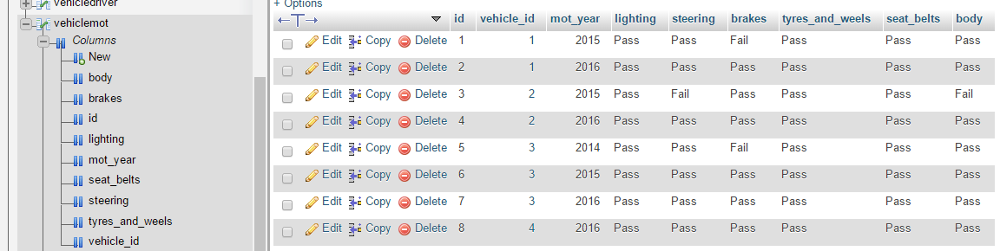 vehicledriver
vehiclemot
Columns
New
body
brakes
id
lighting
mot_year
seat_belts
steering
tyres_and_weels
vehicle_id
+ Options
id vehicle_id mot_year lighting steering brakes tyres_and_weels seat_belts body
Edit Copy Delete 1 1 2015 Pass Pass Fail Pass Pass Pass
Edit Copy Delete 2 1 2016 Pass Pass Pass Pass Pass Pass
Edit Copy Delete 3 2 2015 Pass Fail Pass Pass Pass Fail
Edit Copy Delete 4 2 2016 Pass Pass Pass Pass Pass Pass
Edit Copy Delete 5 3 2014 Pass Pass Fail Pass Pass Pass
Edit Copy Delete 6 3 2015 Pass Pass Pass Pass Pass Pass
Edit Copy Delete 7 3 2016 Pass Pass Pass Pass Pass Pass
Edit Copy Delete 8 4 2016 Pass Pass Pass Pass Pass Pass